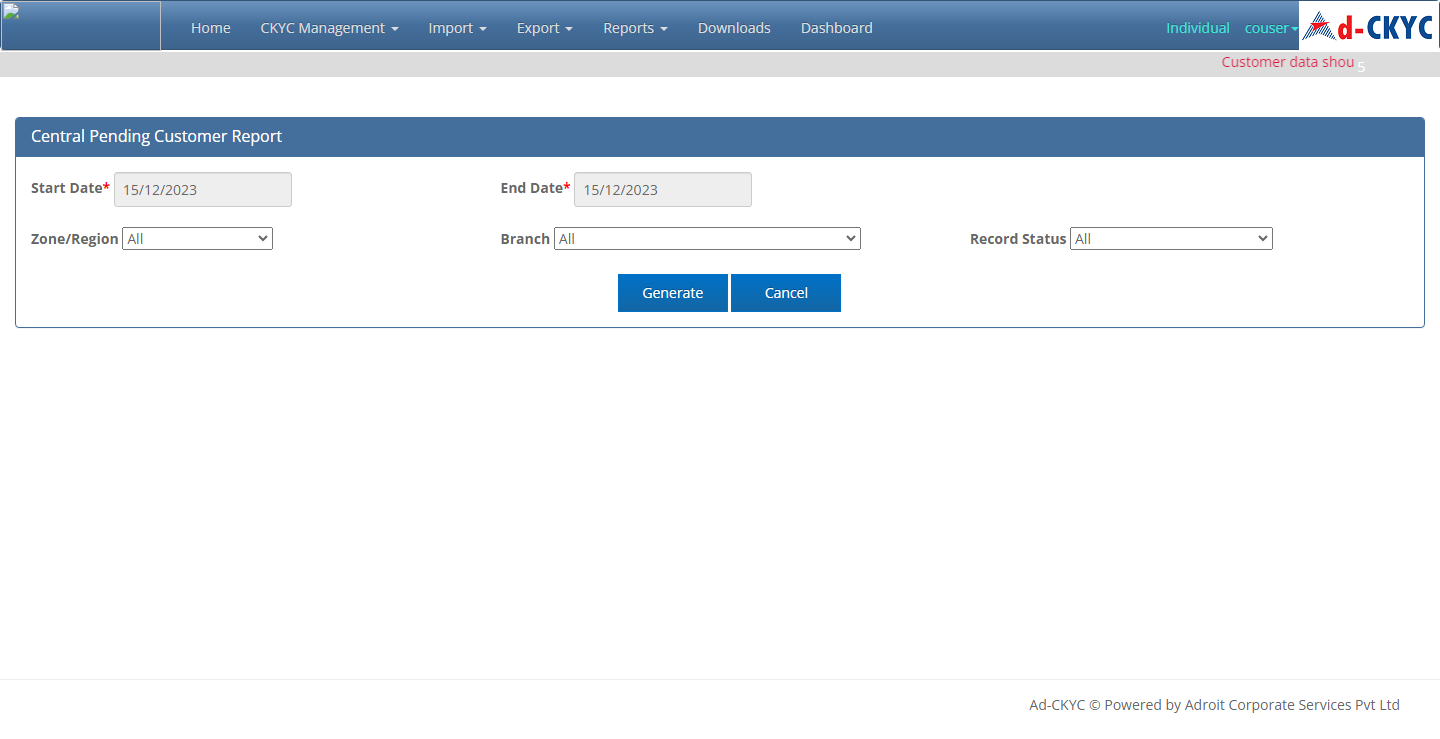 Home CKYC Management Import Export Reports Downloads Dashboard Individual couser d-CKYC
Customer data shou 5
Central Pending Customer Report
Start Date* 15/12/2023 End Date* 15/12/2023
Zone/Region All Branch All Record Status All
Generate Cancel
Ad-CKYC © Powered by Adroit Corporate Services Pvt Ltd